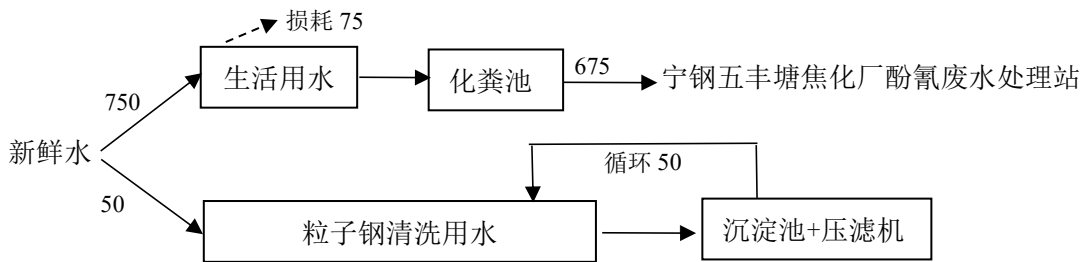 损耗 75
生活用水
化粪池
675
宁钢五丰塘焦化厂酚氰废水处理站
750
新鲜水
循环 50
50
粒子钢清洗用水
沉淀池+压滤机